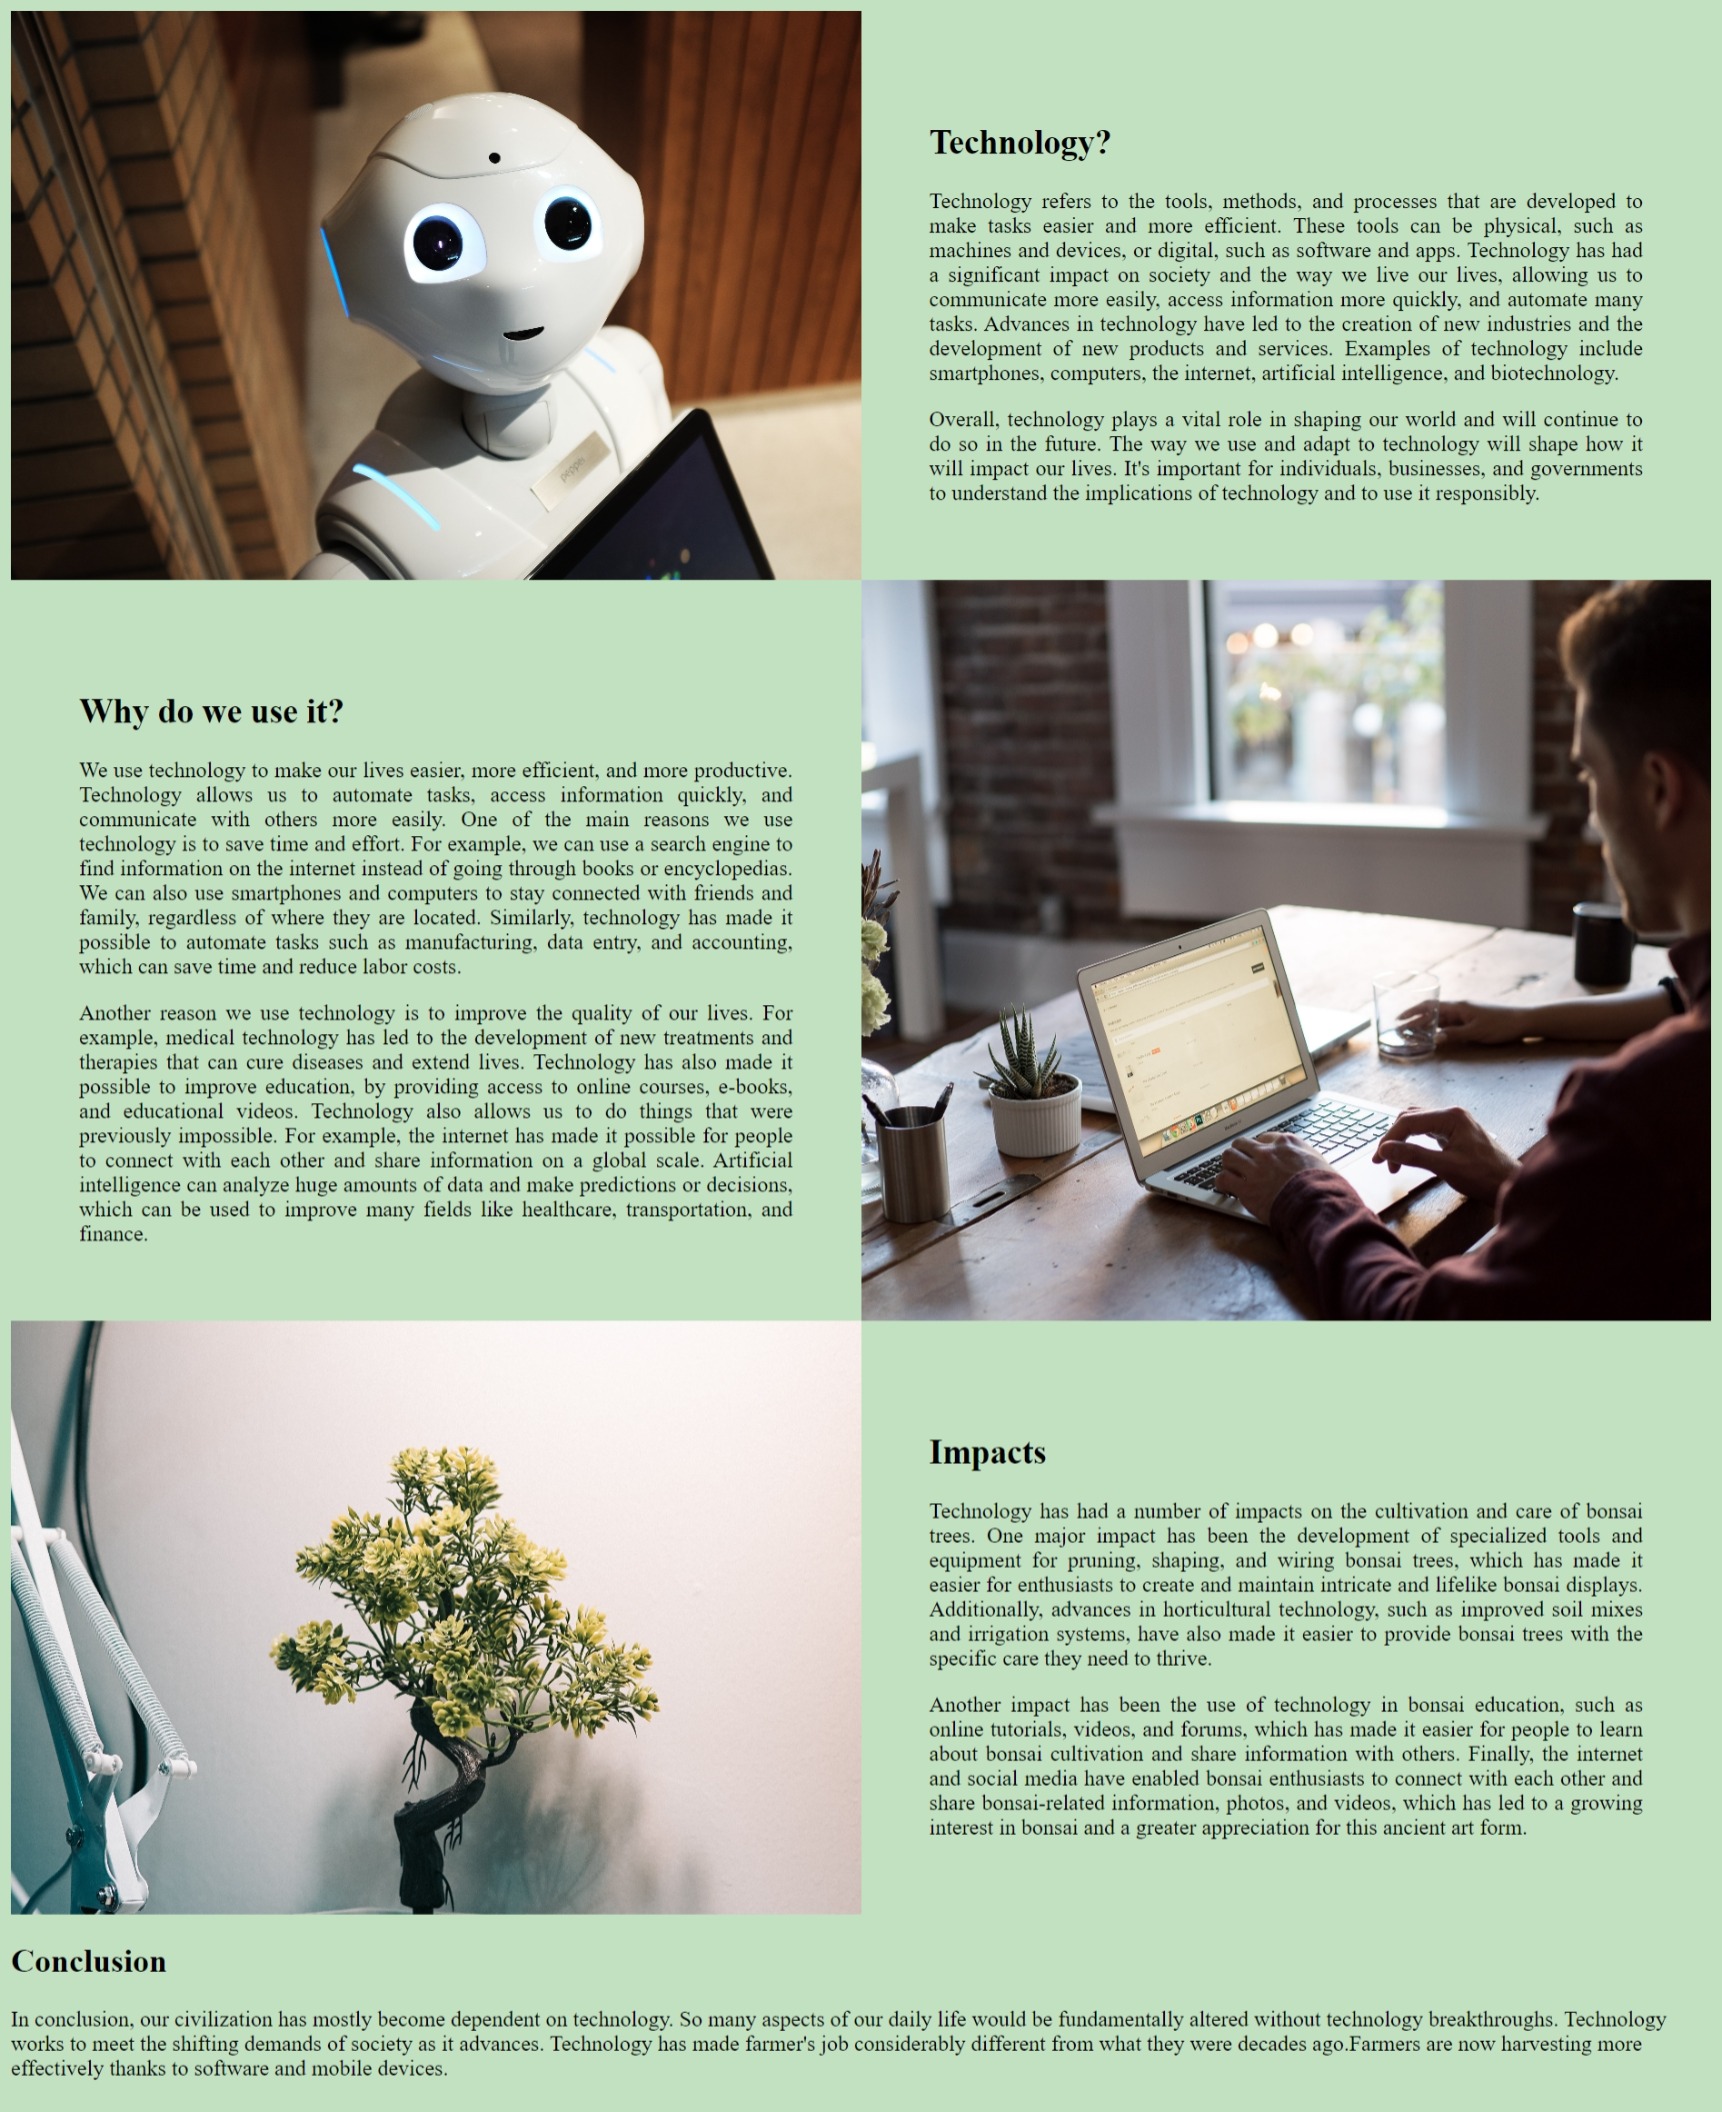 Technology?
Technology refers to the tools, methods, and processes that are developed to
make tasks easier and more efficient. These tools can be physical, such as
machines and devices, or digital, such as software and apps. Technology has had
a significant impact on society and the way we live our lives, allowing us to
communicate more easily, access information more quickly, and automate many
tasks. Advances in technology have led to the creation of new industries and the
development of new products and services. Examples of technology include
smartphones, computers, the internet, artificial intelligence, and biotechnology.
Overall, technology plays a vital role in shaping our world and will continue to
do so in the future. The way we use and adapt to technology will shape how it
will impact our lives. It's important for individuals, businesses, and governments
to understand the implications of technology and to use it responsibly.
Why do we use it?
We use technology to make our lives easier, more efficient, and more productive.
Technology allows us to automate tasks, access information quickly, and
communicate with others more easily. One of the main reasons we use
technology is to save time and effort. For example, we can use a search engine to
find information on the internet instead of going through books or encyclopedias.
We can also use smartphones and computers to stay connected with friends and
family, regardless of where they are located. Similarly, technology has made it
possible to automate tasks such as manufacturing, data entry, and accounting,
which can save time and reduce labor costs.
Another reason we use technology is to improve the quality of our lives. For
example, medical technology has led to the development of new treatments and
therapies that can cure diseases and extend lives. Technology has also made it
possible to improve education, by providing access to online courses, e-books,
and educational videos. Technology also allows us to do things that were
previously impossible. For example, the internet has made it possible for people
to connect with each other and share information on a global scale. Artificial
intelligence can analyze huge amounts of data and make predictions or decisions,
which can be used to improve many fields like healthcare, transportation, and
finance.
Impacts
Technology has had a number of impacts on the cultivation and care of bonsai
trees. One major impact has been the development of specialized tools and
equipment for pruning, shaping, and wiring bonsai trees, which has made it
easier for enthusiasts to create and maintain intricate and lifelike bonsai displays.
Additionally, advances in horticultural technology, such as improved soil mixes
and irrigation systems, have also made it easier to provide bonsai trees with the
specific care they need to thrive.
Another impact has been the use of technology in bonsai education, such as
online tutorials, videos, and forums, which has made it easier for people to learn
about bonsai cultivation and share information with others. Finally, the internet
and social media have enabled bonsai enthusiasts to connect with each other and
share bonsai-related information, photos, and videos, which has led to a growing
interest in bonsai and a greater appreciation for this ancient art form.
Conclusion
In conclusion, our civilization has mostly become dependent on technology. So many aspects of our daily life would be fundamentally altered without technology breakthroughs. Technology
works to meet the shifting demands of society as it advances. Technology has made farmer's job considerably different from what they were decades ago.Farmers are now harvesting more
effectively thanks to software and mobile devices.